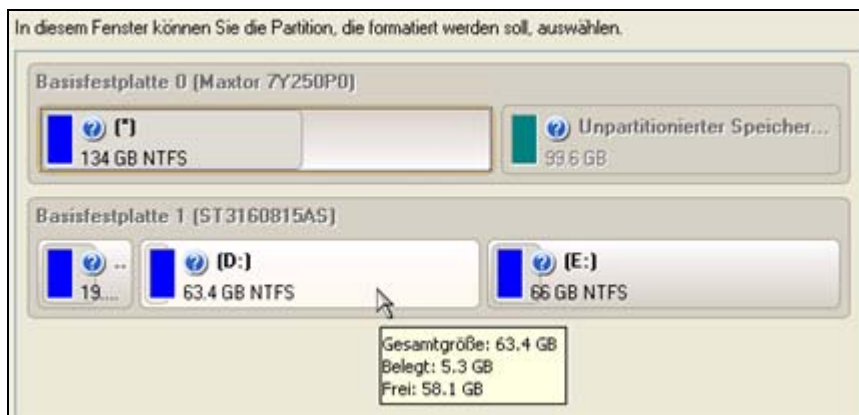 In diesem Fenster können Sie die Partition, die formatiert werden soll, auswählen.
Basisfestplatte 0 (Maxtor 7Y250P0)
(*)
134 GB NTFS
Unpartitionierter Speicher...
99.6 GB
Basisfestplatte 1 (ST3160815AS)
..
19....
(D:)
63.4 GB NTFS
(E:)
66 GB NTFS
Gesamtgröße: 63.4 GB
Belegt: 5.3 GB
Frei: 58.1 GB